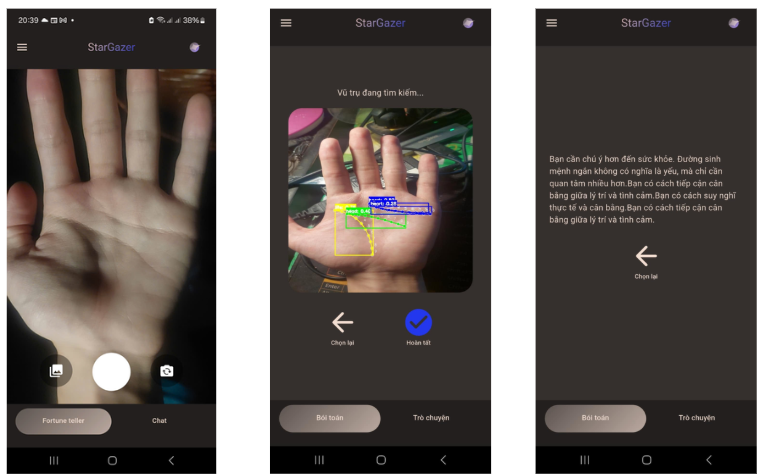 20:39
38%
StarGazer
Fortune teller
Chat
StarGazer
Vũ trụ đang tìm kiếm...
heart: 0.29
Chọn lại
Hoàn tất
Bói toán
Trò chuyện
StarGazer
Bạn cần chú ý hơn đến sức khỏe. Đường sinh
mệnh ngắn không có nghĩa là yếu, mà chỉ cần
quan tâm nhiều hơn.Bạn có cách tiếp cận cân
bằng giữa lý trí và tình cảm.Bạn có cách suy nghĩ
thực tế và cân bằng.Bạn có cách tiếp cận cân
bằng giữa lý trí và tình cảm.
Chọn lại
Bói toán
Trò chuyện